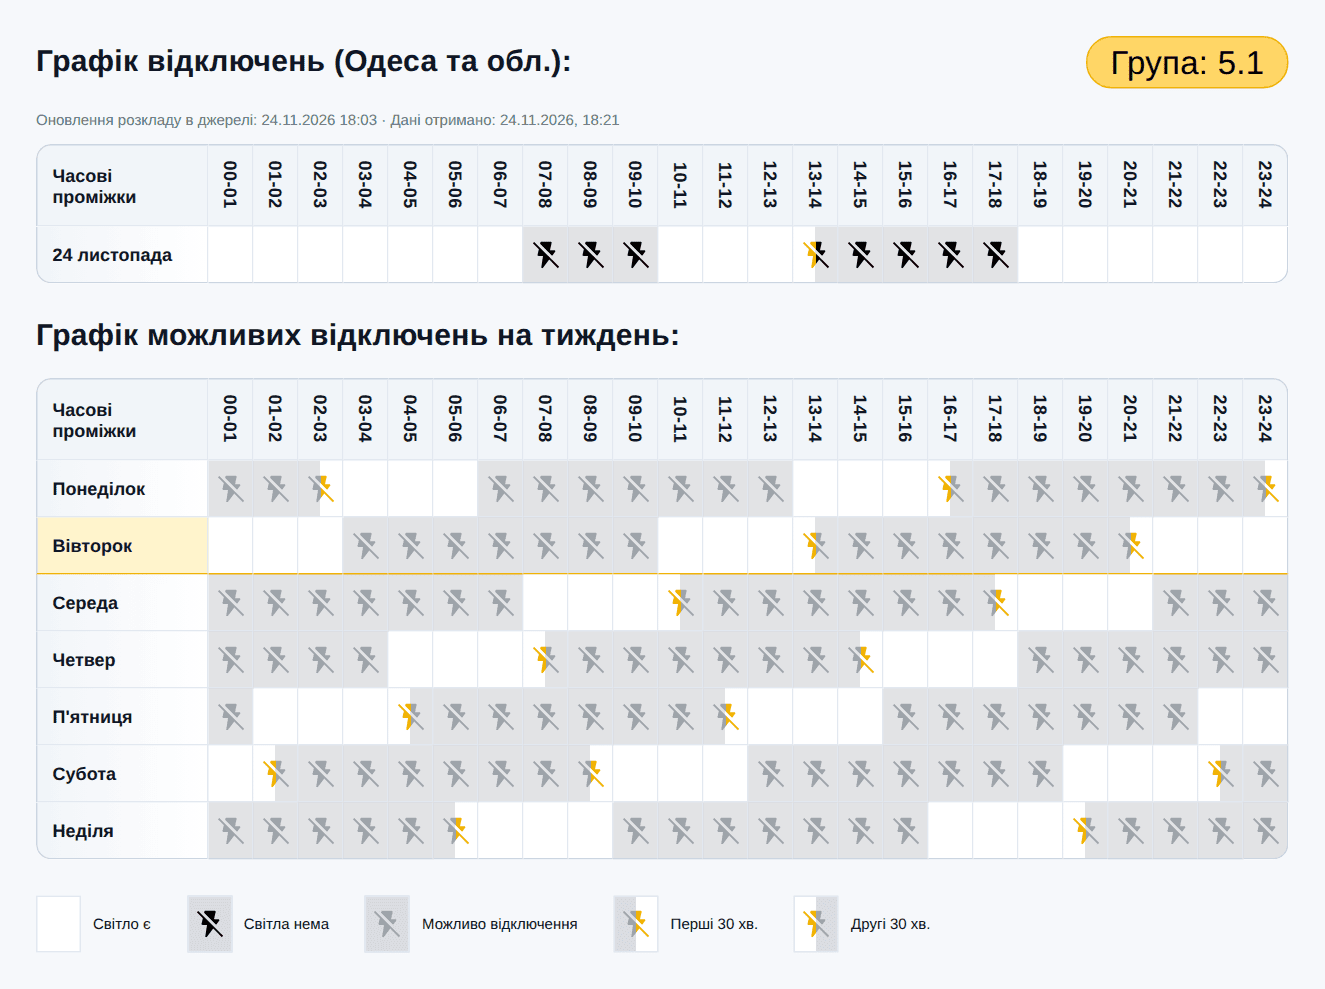 Графік відключень (Одеса та обл.):
Група: 5.1
Оновлення розкладу в джерелі: 24.11.2026 18:03 · Дані отримано: 24.11.2026, 18:21
Часові проміжки 00-01 01-02 02-03 03-04 04-05 05-06 06-07 07-08 08-09 09-10 10-11 11-12 12-13 13-14 14-15 15-16 16-17 17-18 18-19 19-20 20-21 21-22 22-23 23-24
24 листопада
Графік можливих відключень на тиждень:
Часові проміжки 00-01 01-02 02-03 03-04 04-05 05-06 06-07 07-08 08-09 09-10 10-11 11-12 12-13 13-14 14-15 15-16 16-17 17-18 18-19 19-20 20-21 21-22 22-23 23-24
Понеділок
Вівторок
Середа
Четвер
П'ятниця
Субота
Неділя
Світло є Світла нема Можливо відключення Перші 30 хв. Другі 30 хв.